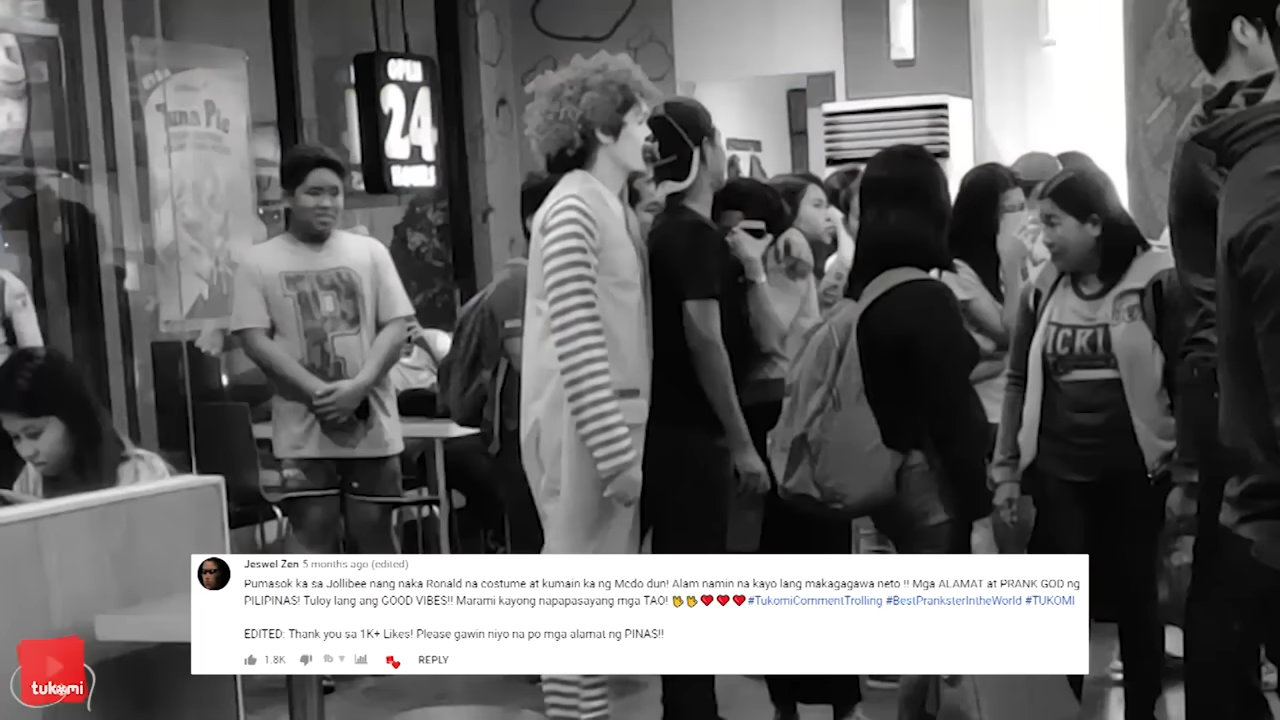 OPEN
24
HOURS
Tuna Pie
Jeswel Zen 5 months ago (edited)
Pumasok ka sa Jollibee nang naka Ronald na costume at kumain ka ng Mcdo dun! Alam namin na kayo lang makagagawa neto !! Mga ALAMAT at PRANK GOD ng
PILIPINAS! Tuloy lang ang GOOD VIBES!! Marami kayong napapasayang mga TAO! 👏👏❤❤❤#TukomiCommentTrolling #BestPranksterIntheWorld #TUKOMI
EDITED: Thank you sa 1K+ Likes! Please gawin niyo na po mga alamat ng PINAS!!
1.8K REPLY
tukomi